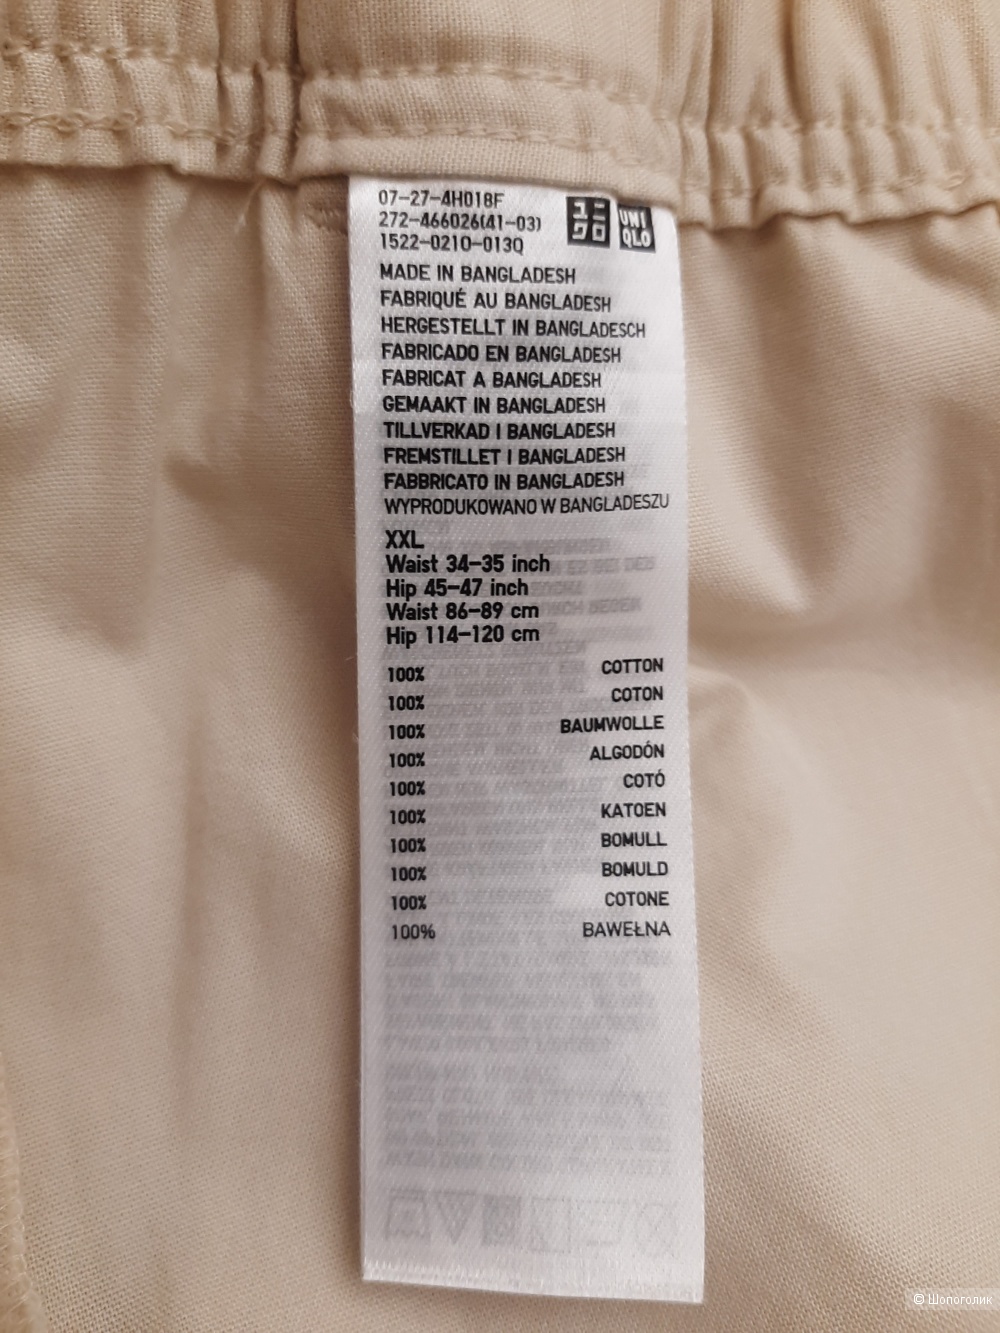 07-27-4H018F
272-466026(41-03)
1522-0210-013Q
ユニ
クロ
UNI
QLO
MADE IN BANGLADESH
FABRIQUÉ AU BANGLADESH
HERGESTELLT IN BANGLADESCH
FABRICADO EN BANGLADESH
FABRICAT A BANGLADESH
GEMAAKT IN BANGLADESH
TILLVERKAD I BANGLADESH
FREMSTILLET I BANGLADESH
FABBRICATO IN BANGLADESH
WYPRODUKOWANO W BANGLADESZU
XXL
Waist 34-35 inch
Hip 45-47 inch
Waist 86-89 cm
Hip 114-120 cm
100% COTTON
100% COTON
100% BAUMWOLLE
100% ALGODÓN
100% COTÓ
100% KATOEN
100% BOMULL
100% BOMULD
100% COTONE
100% BAWEŁNA
© Шопоголик